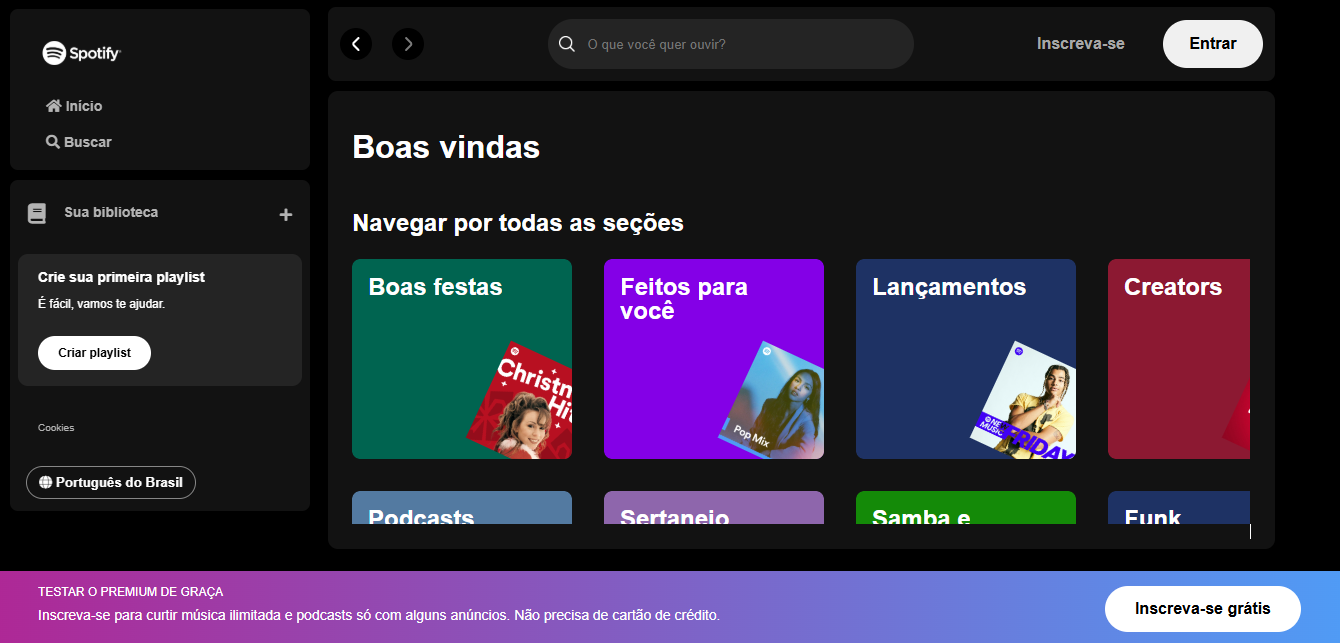 Spotify
Início
Buscar
Sua biblioteca
Crie sua primeira playlist
É fácil, vamos te ajudar.
Criar playlist
Cookies
Português do Brasil
O que você quer ouvir?
Inscreva-se
Entrar
Boas vindas
Navegar por todas as seções
Boas festas
Feitos para
você
Lançamentos
Creators
Christm
Hit
Pop Mix
NE
MUSIC
FRIDAY
Podcasts
Sertanejo
Samba e
Funk
TESTAR O PREMIUM DE GRAÇA
Inscreva-se para curtir música ilimitada e podcasts só com alguns anúncios. Não precisa de cartão de crédito.
Inscreva-se grátis